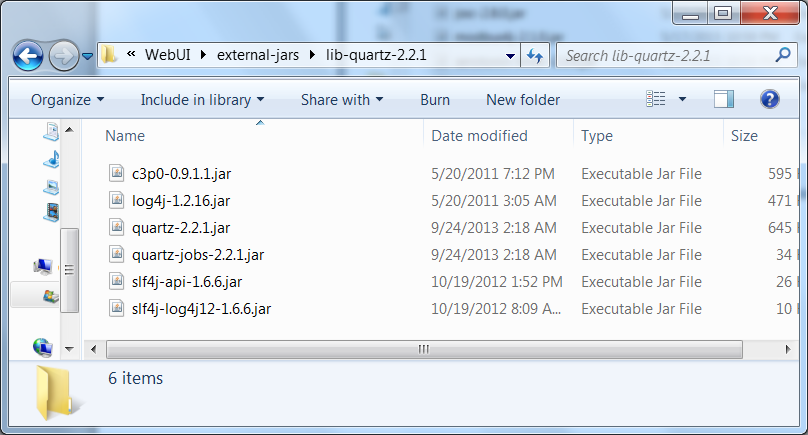 « WebUI ▸ external-jars ▸ lib-quartz-2.2.1
Search lib-quartz-2.2.1
Organize Include in library Share with Burn New folder
Name Date modified Type Size
c3p0-0.9.1.1.jar 5/20/2011 7:12 PM Executable Jar File 595
log4j-1.2.16.jar 5/20/2011 3:05 AM Executable Jar File 471
quartz-2.2.1.jar 9/24/2013 2:18 AM Executable Jar File 645
quartz-jobs-2.2.1.jar 9/24/2013 2:18 AM Executable Jar File 34
slf4j-api-1.6.6.jar 10/19/2012 1:52 PM Executable Jar File 26
slf4j-log4j12-1.6.6.jar 10/19/2012 8:09 A... Executable Jar File 10
6 items